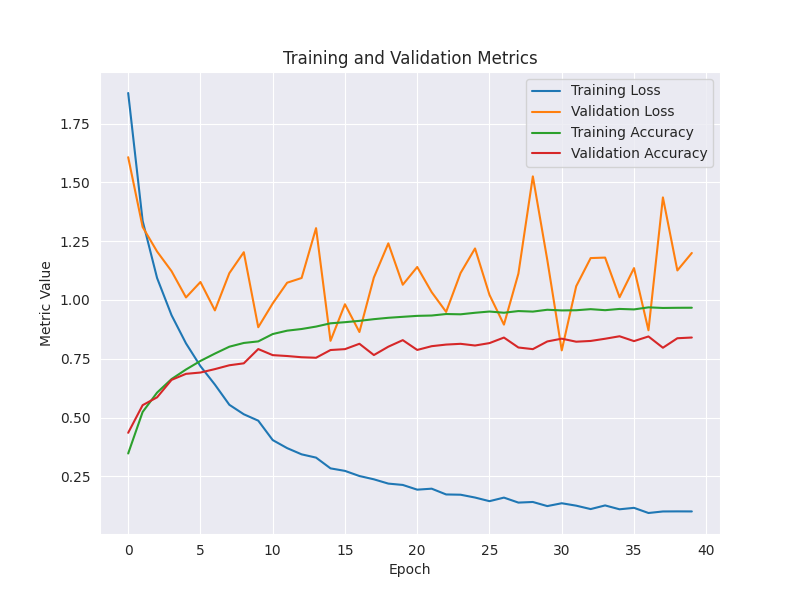 Training and Validation Metrics
Training Loss
Validation Loss
Training Accuracy
Validation Accuracy
Metric Value
1.75
1.50
1.25
1.00
0.75
0.50
0.25
0 5 10 15 20 25 30 35 40
Epoch